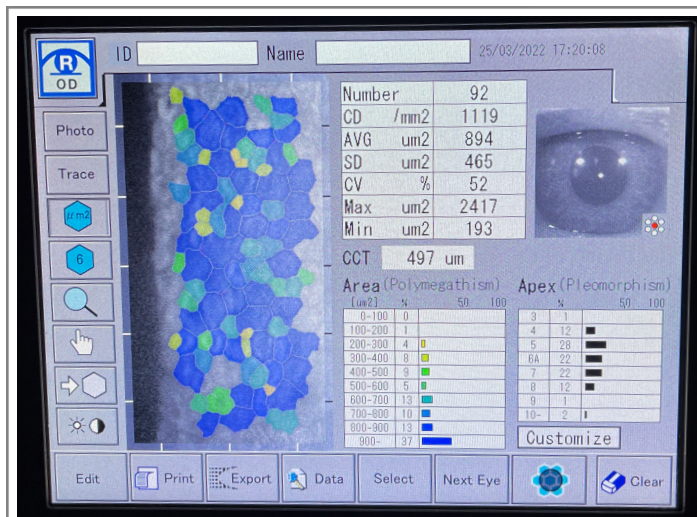 R
OD
ID
Name
25/03/2022 17:20:08
Photo
Trace
µm2
6
Number 92
CD /mm2 1119
AVG um2 894
SD um2 465
CV % 52
Max um2 2417
Min um2 193
CCT 497 um
Area (Polymegathism)
[um2] % 50 100
0-100 0
100-200 1
200-300 4
300-400 8
400-500 9
500-600 5
600-700 13
700-800 10
800-900 13
900- 37
Apex (Pleomorphism)
% 50 100
3 1
4 12
5 28
6A 22
7 22
8 12
9 1
10- 2
Customize
Edit
Print
Export
Data
Select
Next Eye
Clear